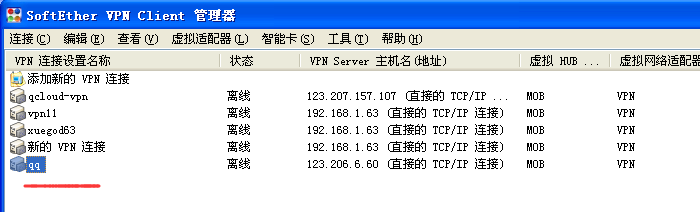 SoftEther VPN Client 管理器
连接(C) 编辑(E) 查看(V) 虚拟适配器(L) 智能卡(S) 工具(T) 帮助(H)
VPN 连接设置名称 状态 VPN Server 主机名(地址) 虚拟 HUB ... 虚拟网络适配器
添加新的 VPN 连接
qcloud-vpn 离线 123.207.157.107 (直接的 TCP/IP ... MOB VPN
vpn11 离线 192.168.1.63 (直接的 TCP/IP 连接) MOB VPN
xuegod63 离线 192.168.1.63 (直接的 TCP/IP 连接) MOB VPN
新的 VPN 连接 离线 192.168.1.63 (直接的 TCP/IP 连接) MOB VPN
qq 离线 123.206.6.60 (直接的 TCP/IP 连接) MOB VPN